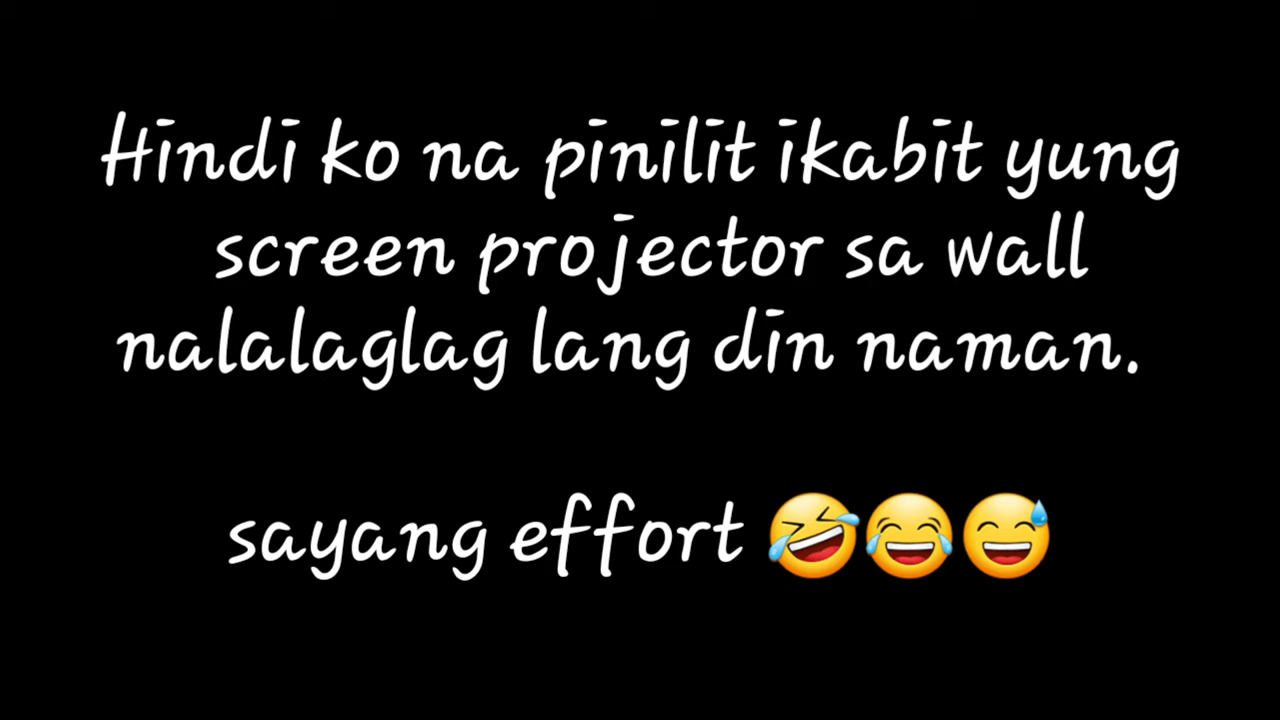 Hindi ko na pinilit ikabit yung
screen projector sa wall
nalalaglag lang din naman.
sayang effort 🤣😂😅